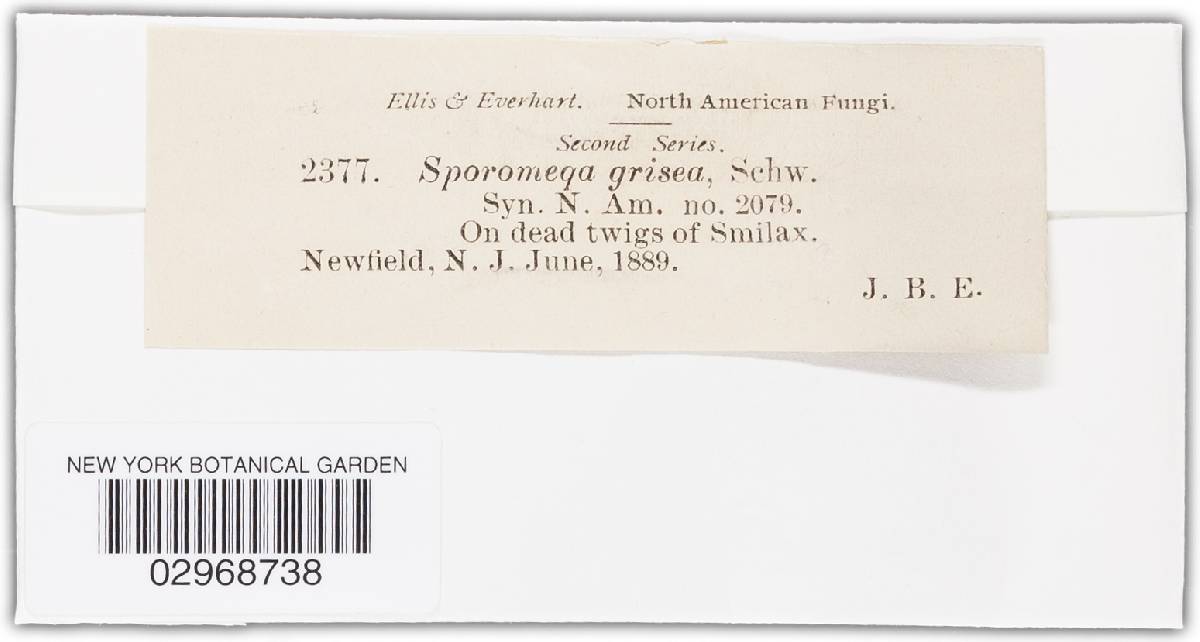 Ellis & Everhart. North American Fungi.
Second Series.
2377. Sporomega grisea, Schw.
Syn. N. Am. no. 2079.
On dead twigs of Smilax.
Newfield, N. J. June, 1889.
J. B. E.
NEW YORK BOTANICAL GARDEN
02968738